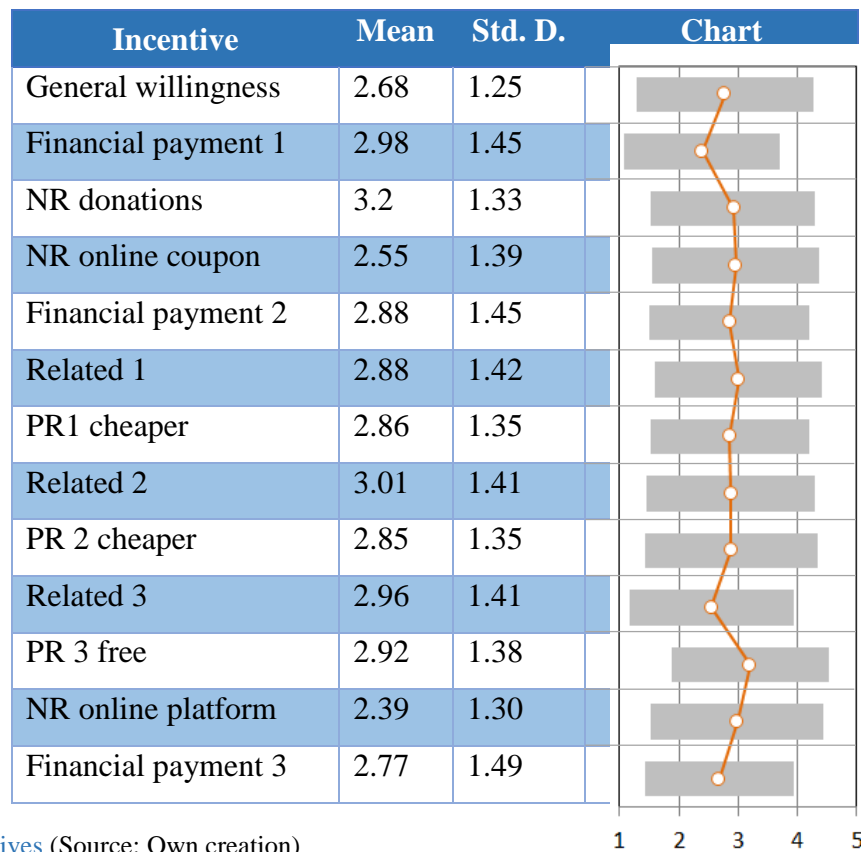 Incentive Mean Std. D. Chart
General willingness 2.68 1.25
Financial payment 1 2.98 1.45
NR donations 3.2 1.33
NR online coupon 2.55 1.39
Financial payment 2 2.88 1.45
Related 1 2.88 1.42
PR1 cheaper 2.86 1.35
Related 2 3.01 1.41
PR 2 cheaper 2.85 1.35
Related 3 2.96 1.41
PR 3 free 2.92 1.38
NR online platform 2.39 1.30
Financial payment 3 2.77 1.49
1 2 3 4 5
ives (Source: Own creation)